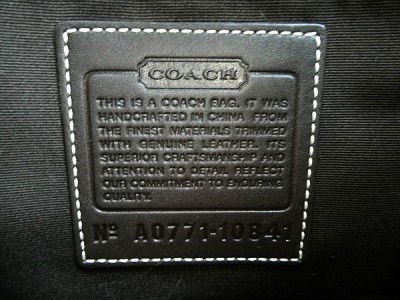 COACH
THIS IS A COACH BAG. IT WAS
HANDCRAFTED IN CHINA FROM
THE FINEST MATERIALS TRIMMED
WITH GENUINE LEATHER. ITS
SUPERIOR CRAFTSMANSHIP AND
ATTENTION TO DETAIL REFLECT
OUR COMMITMENT TO ENDURING
QUALITY.
Nº A0771-10841